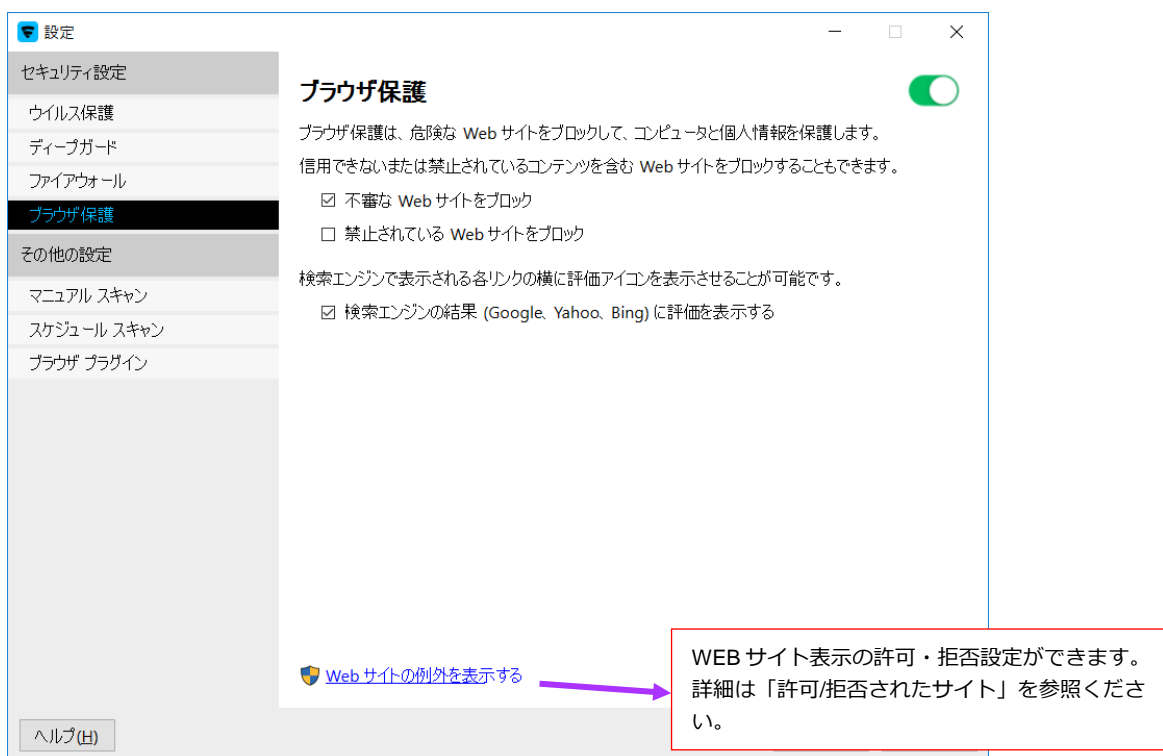 設定
セキュリティ設定
ウイルス保護
ディープガード
ファイアウォール
ブラウザ保護
その他の設定
マニュアル スキャン
スケジュール スキャン
ブラウザ プラグイン
ブラウザ保護
ブラウザ保護は、危険な Web サイトをブロックして、コンピュータと個人情報を保護します。
信用できないまたは禁止されているコンテンツを含む Web サイトをブロックすることもできます。
不審な Web サイトをブロック
禁止されている Web サイトをブロック
検索エンジンで表示される各リンクの横に評価アイコンを表示させることが可能です。
検索エンジンの結果 (Google、Yahoo、Bing) に評価を表示する
Web サイトの例外を表示する
WEB サイト表示の許可・拒否設定ができます。
詳細は「許可/拒否されたサイト」を参照くださ
い。
ヘルプ(H)